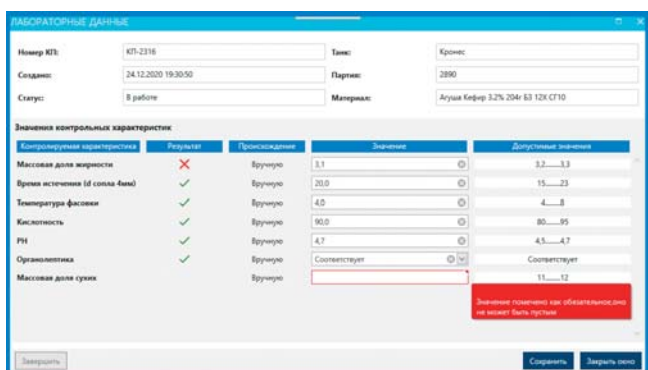 ЛАБОРАТОРНЫЕ ДАННЫЕ
Номер КП: КП-2316 Танк: Кронес
Создано: 24.12.2020 19:30:50 Партия: 2890
Статус: В работе Материал: Агуша Кефир 3.2% 204г БЗ 12Х СГ10
Значения контрольных характеристик
Контролируемая характеристика Результат Происхождение Значение Допустимые значения
Массовая доля жирности Вручную 3,1 3,2......3,3
Время истечения (d сопла 4мм) Вручную 20,0 15......23
Температура фасовки Вручную 4,0 4......8
Кислотность Вручную 90,0 80......95
PH Вручную 4,7 4,5......4,7
Органолептика Вручную Соответствует Соответствует
Массовая доля сухих Вручную 11......12
Значение помечено как обязательное,оно
не может быть пустым
Завершить Сохранить Закрыть окно